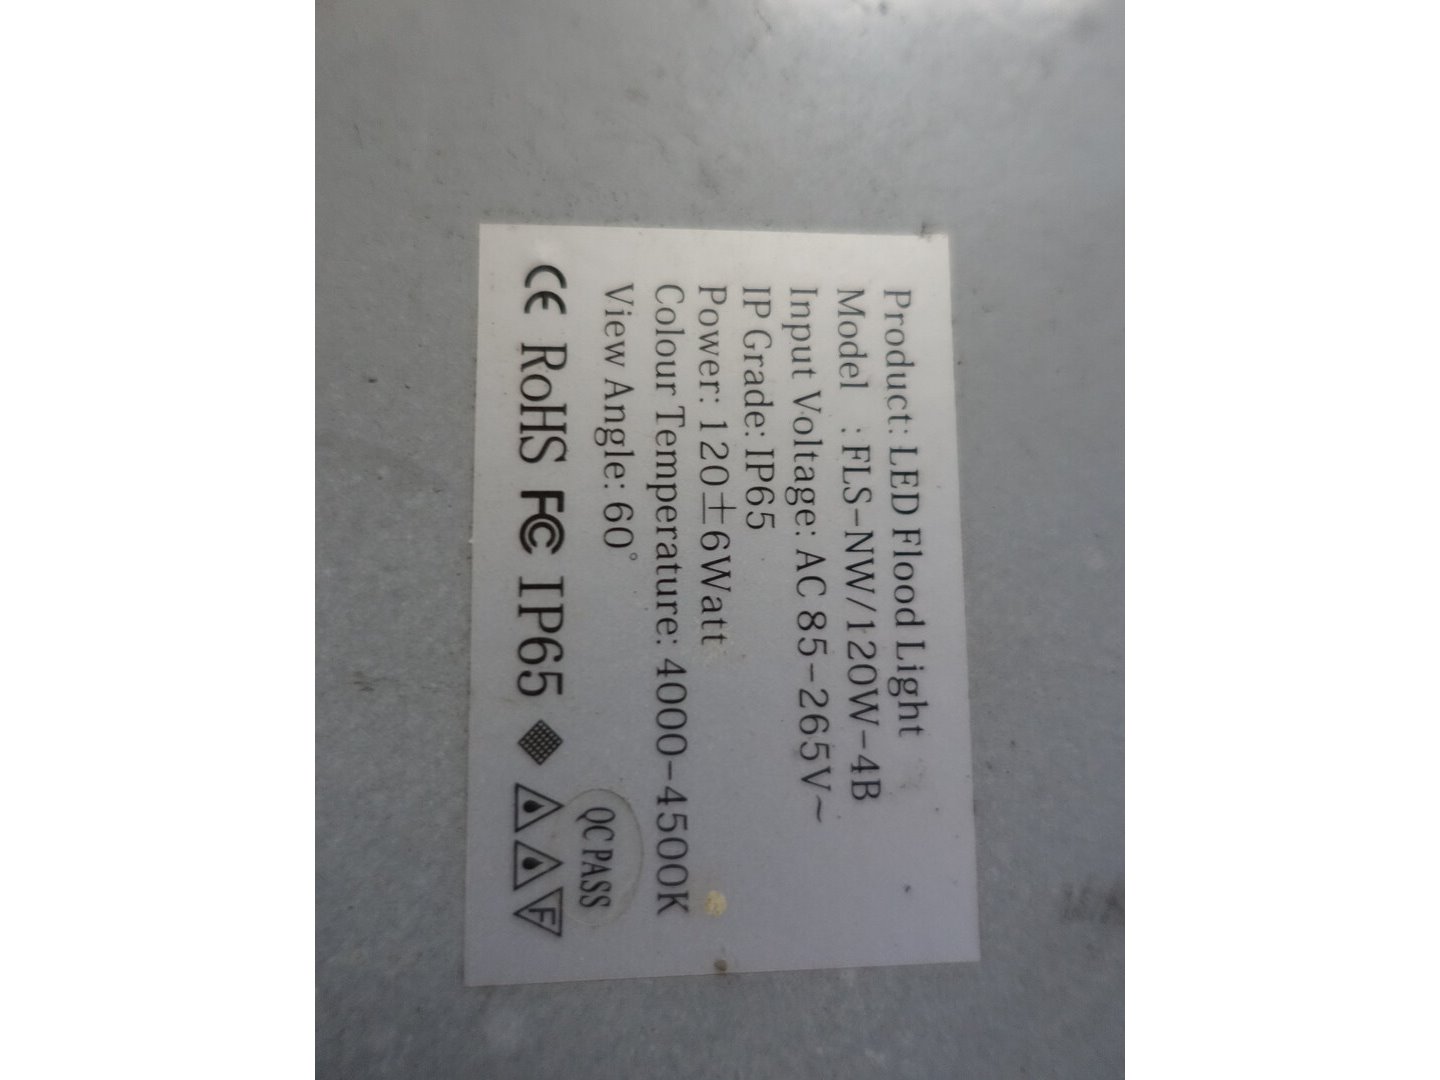 Product: LED Flood Light
Model : FLS-NW/120W-4B
Input Voltage: AC 85-265V~
IP Grade: IP65
Power: 120±6Watt
Colour Temperature: 4000-4500K
View Angle: 60°
QC PASS
CE RoHS FC IP65 F